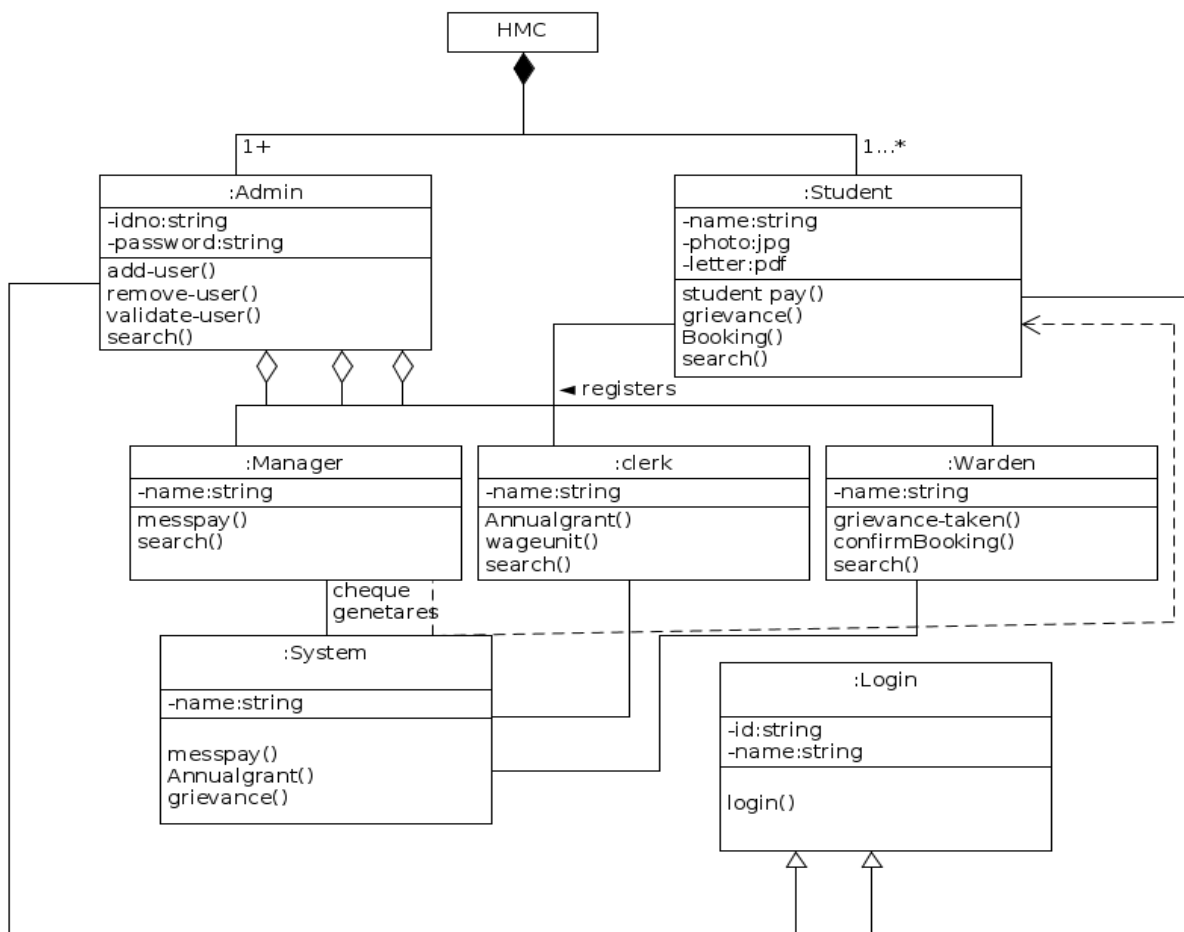 HMC
1+
1...*
:Admin
-idno:string
-password:string
add-user()
remove-user()
validate-user()
search()
:Student
-name:string
-photo:jpg
-letter:pdf
student pay()
grievance()
Booking()
search()
◄ registers
:Manager
-name:string
messpay()
search()
:clerk
-name:string
Annualgrant()
wageunit()
search()
:Warden
-name:string
grievance-taken()
confirmBooking()
search()
cheque
genetares
:System
-name:string
messpay()
Annualgrant()
grievance()
:Login
-id:string
-name:string
login()